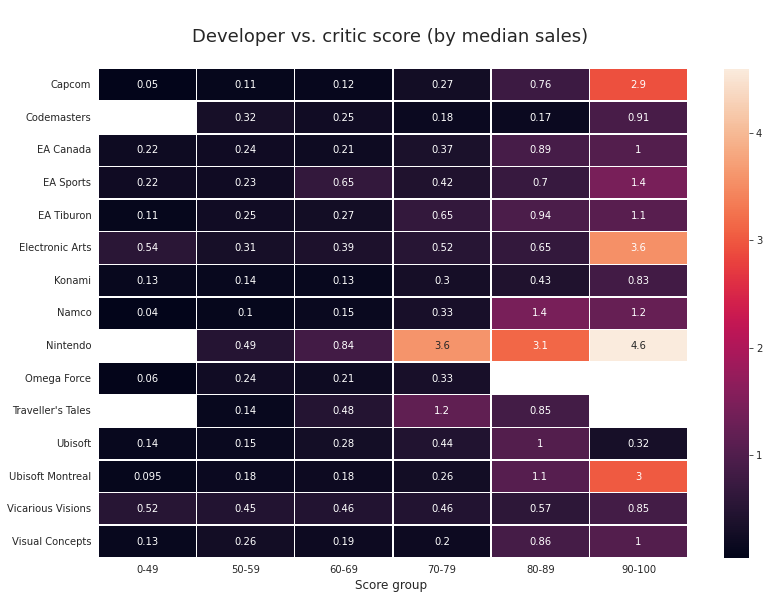 Developer vs. critic score (by median sales)
Capcom 0.05 0.11 0.12 0.27 0.76 2.9
Codemasters 0.32 0.25 0.18 0.17 0.91
EA Canada 0.22 0.24 0.21 0.37 0.89 1
EA Sports 0.22 0.23 0.65 0.42 0.7 1.4
EA Tiburon 0.11 0.25 0.27 0.65 0.94 1.1
Electronic Arts 0.54 0.31 0.39 0.52 0.65 3.6
Konami 0.13 0.14 0.13 0.3 0.43 0.83
Namco 0.04 0.1 0.15 0.33 1.4 1.2
Nintendo 0.49 0.84 3.6 3.1 4.6
Omega Force 0.06 0.24 0.21 0.33
Traveller's Tales 0.14 0.48 1.2 0.85
Ubisoft 0.14 0.15 0.28 0.44 1 0.32
Ubisoft Montreal 0.095 0.18 0.18 0.26 1.1 3
Vicarious Visions 0.52 0.45 0.46 0.46 0.57 0.85
Visual Concepts 0.13 0.26 0.19 0.2 0.86 1
0-49 50-59 60-69 70-79 80-89 90-100
Score group
4
3
2
1